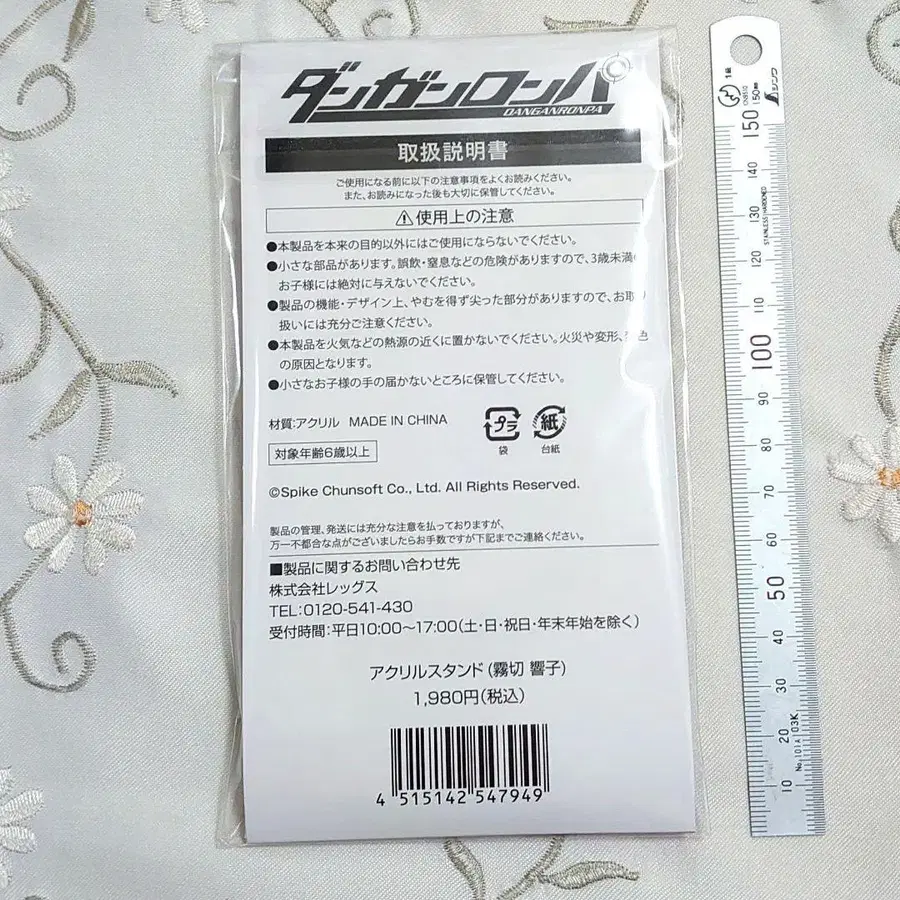 ダンガンロンパ
DANGANRONPA
取扱説明書
ご使用になる前に以下の注意事項をよくお読みください。
また、お読みになった後も大切に保管してください。
⚠使用上の注意
●本製品を本来の目的以外にはご使用にならないでください。
●小さな部品があります。誤飲・窒息などの危険がありますので、3歳未満の
お子様には絶対に与えないでください。
●製品の機能・デザイン上、やむを得ず尖った部分がありますので、お取り
扱いには充分ご注意ください。
●本製品を火気などの熱源の近くに置かないでください。火災や変形、変色
の原因となります。
●小さなお子様の手の届かないところに保管してください。
材質:アクリル MADE IN CHINA
プラ
袋
紙
台紙
対象年齢6歳以上
©Spike Chunsoft Co., Ltd. All Rights Reserved.
製品の管理、発送には充分な注意を払っておりますが、
万一不都合な点がございましたらお手数ですが下記までご連絡ください。
■製品に関するお問い合わせ先
株式会社レッグス
TEL:0120-541-430
受付時間:平日10:00～17:00(土・日・祝日・年末年始を除く)
アクリルスタンド(霧切 響子)
1,980円(税込)
4 515142 547949
1級
150㎜
シンワ
150
140
STAINLESS HARDENED
130
120
110
100
90
80
70
60
50
40
30
20
10